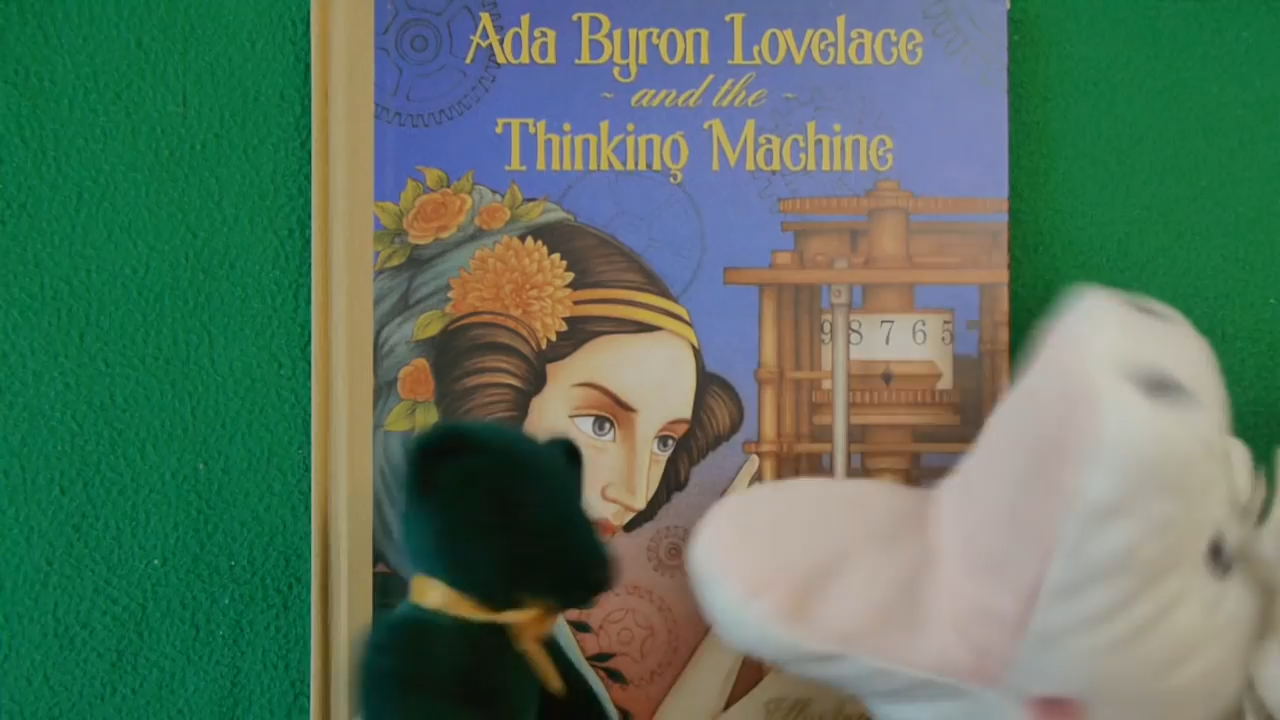 Ada Byron Lovelace
~ and the ~
Thinking Machine
98765